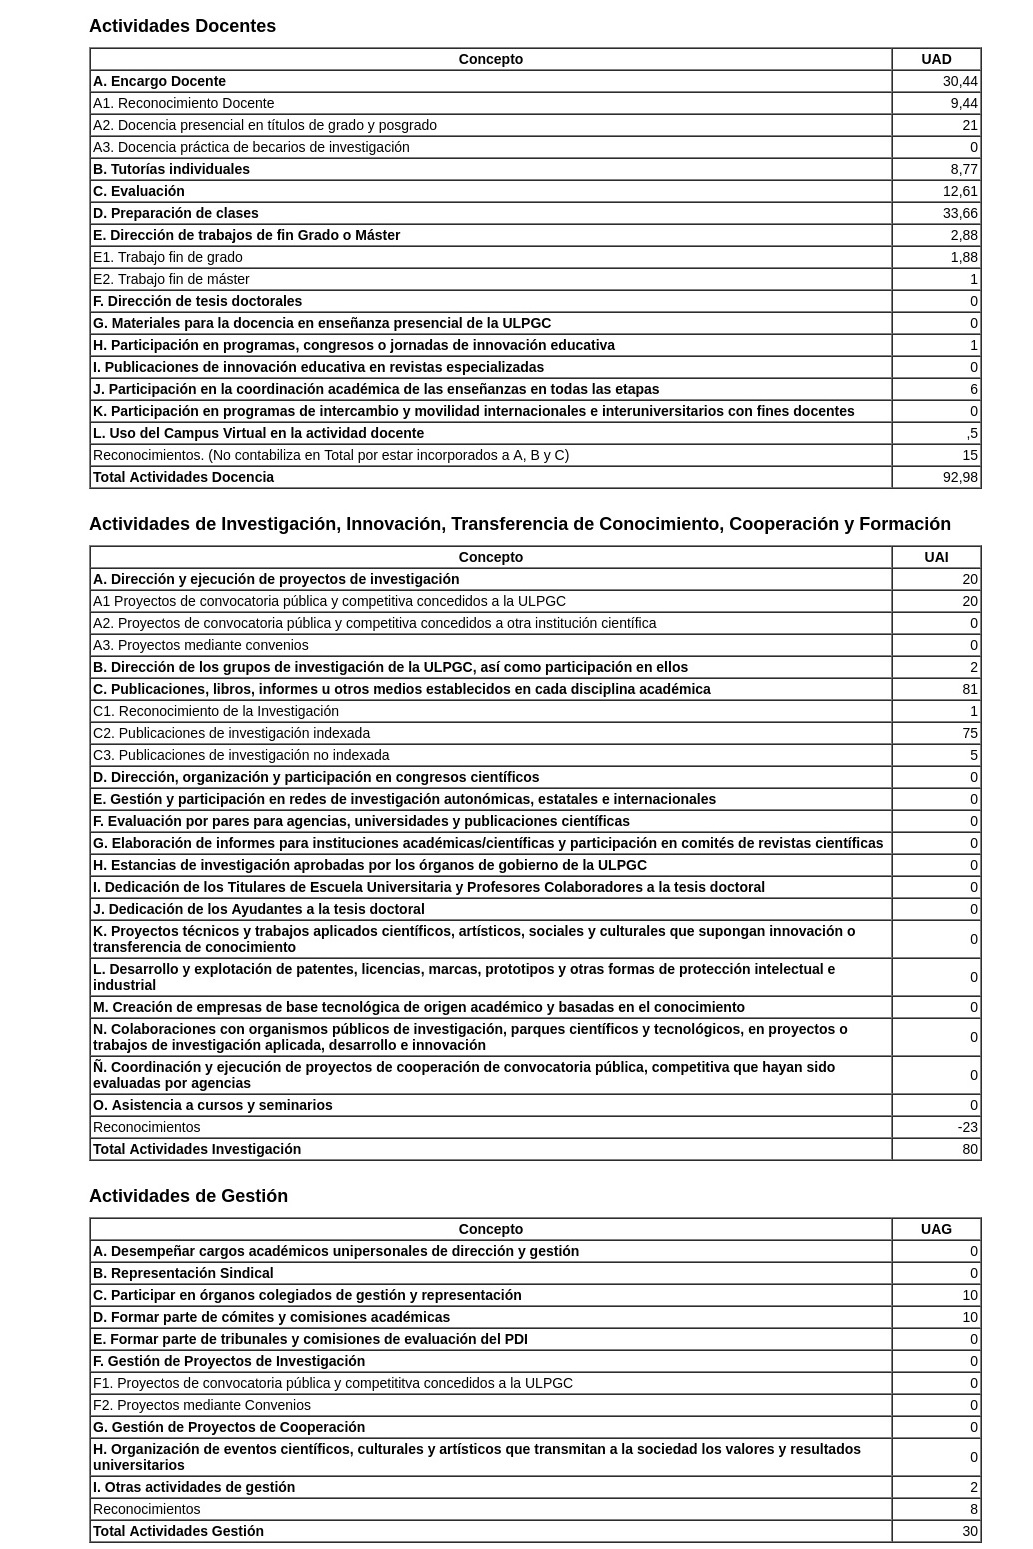 Actividades Docentes
Concepto UAD
A. Encargo Docente 30,44
A1. Reconocimiento Docente 9,44
A2. Docencia presencial en títulos de grado y posgrado 21
A3. Docencia práctica de becarios de investigación 0
B. Tutorías individuales 8,77
C. Evaluación 12,61
D. Preparación de clases 33,66
E. Dirección de trabajos de fin Grado o Máster 2,88
E1. Trabajo fin de grado 1,88
E2. Trabajo fin de máster 1
F. Dirección de tesis doctorales 0
G. Materiales para la docencia en enseñanza presencial de la ULPGC 0
H. Participación en programas, congresos o jornadas de innovación educativa 1
I. Publicaciones de innovación educativa en revistas especializadas 0
J. Participación en la coordinación académica de las enseñanzas en todas las etapas 6
K. Participación en programas de intercambio y movilidad internacionales e interuniversitarios con fines docentes 0
L. Uso del Campus Virtual en la actividad docente ,5
Reconocimientos. (No contabiliza en Total por estar incorporados a A, B y C) 15
Total Actividades Docencia 92,98
Actividades de Investigación, Innovación, Transferencia de Conocimiento, Cooperación y Formación
Concepto UAI
A. Dirección y ejecución de proyectos de investigación 20
A1 Proyectos de convocatoria pública y competitiva concedidos a la ULPGC 20
A2. Proyectos de convocatoria pública y competitiva concedidos a otra institución científica 0
A3. Proyectos mediante convenios 0
B. Dirección de los grupos de investigación de la ULPGC, así como participación en ellos 2
C. Publicaciones, libros, informes u otros medios establecidos en cada disciplina académica 81
C1. Reconocimiento de la Investigación 1
C2. Publicaciones de investigación indexada 75
C3. Publicaciones de investigación no indexada 5
D. Dirección, organización y participación en congresos científicos 0
E. Gestión y participación en redes de investigación autonómicas, estatales e internacionales 0
F. Evaluación por pares para agencias, universidades y publicaciones científicas 0
G. Elaboración de informes para instituciones académicas/científicas y participación en comités de revistas científicas 0
H. Estancias de investigación aprobadas por los órganos de gobierno de la ULPGC 0
I. Dedicación de los Titulares de Escuela Universitaria y Profesores Colaboradores a la tesis doctoral 0
J. Dedicación de los Ayudantes a la tesis doctoral 0
K. Proyectos técnicos y trabajos aplicados científicos, artísticos, sociales y culturales que supongan innovación o
transferencia de conocimiento 0
L. Desarrollo y explotación de patentes, licencias, marcas, prototipos y otras formas de protección intelectual e
industrial 0
M. Creación de empresas de base tecnológica de origen académico y basadas en el conocimiento 0
N. Colaboraciones con organismos públicos de investigación, parques científicos y tecnológicos, en proyectos o
trabajos de investigación aplicada, desarrollo e innovación 0
Ñ. Coordinación y ejecución de proyectos de cooperación de convocatoria pública, competitiva que hayan sido
evaluadas por agencias 0
O. Asistencia a cursos y seminarios 0
Reconocimientos -23
Total Actividades Investigación 80
Actividades de Gestión
Concepto UAG
A. Desempeñar cargos académicos unipersonales de dirección y gestión 0
B. Representación Sindical 0
C. Participar en órganos colegiados de gestión y representación 10
D. Formar parte de cómites y comisiones académicas 10
E. Formar parte de tribunales y comisiones de evaluación del PDI 0
F. Gestión de Proyectos de Investigación 0
F1. Proyectos de convocatoria pública y competititva concedidos a la ULPGC 0
F2. Proyectos mediante Convenios 0
G. Gestión de Proyectos de Cooperación 0
H. Organización de eventos científicos, culturales y artísticos que transmitan a la sociedad los valores y resultados
universitarios 0
I. Otras actividades de gestión 2
Reconocimientos 8
Total Actividades Gestión 30